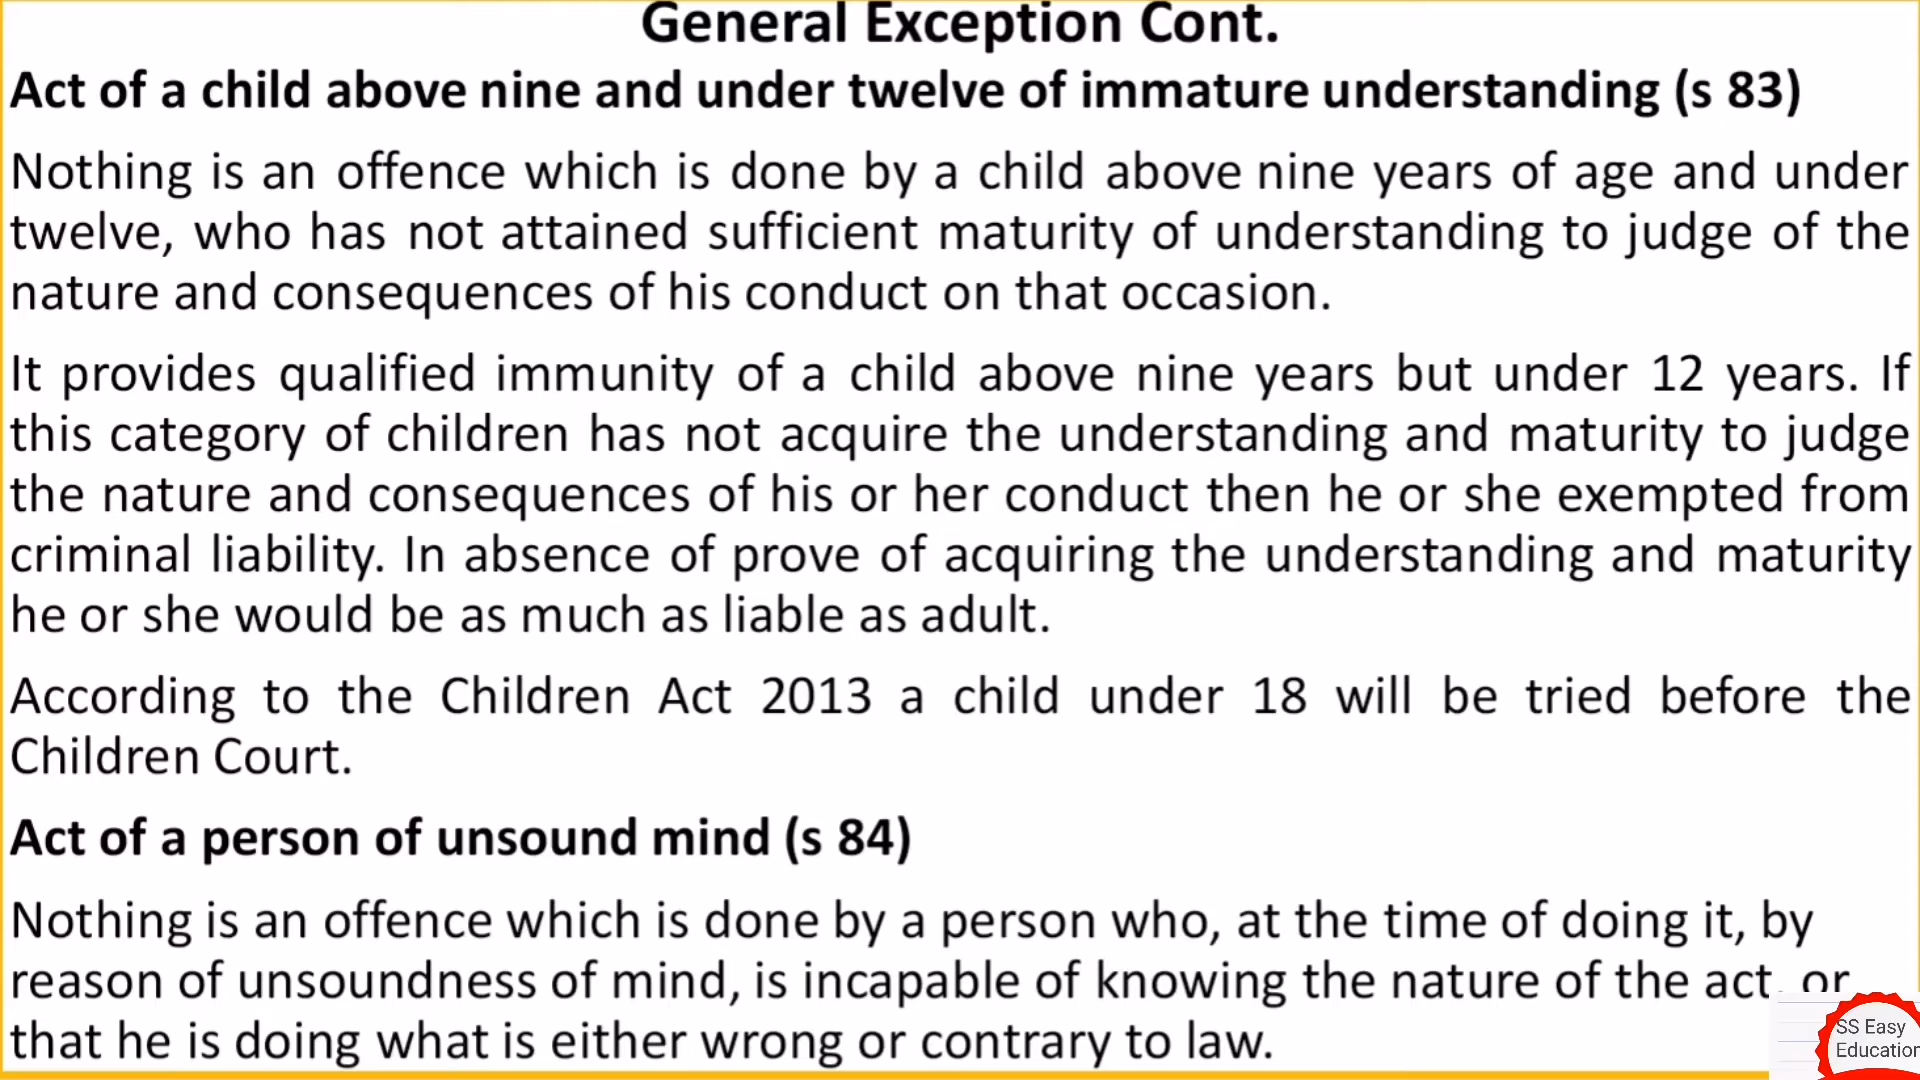 General Exception Cont.
Act of a child above nine and under twelve of immature understanding (s 83)
Nothing is an offence which is done by a child above nine years of age and under
twelve, who has not attained sufficient maturity of understanding to judge of the
nature and consequences of his conduct on that occasion.
It provides qualified immunity of a child above nine years but under 12 years. If
this category of children has not acquire the understanding and maturity to judge
the nature and consequences of his or her conduct then he or she exempted from
criminal liability. In absence of prove of acquiring the understanding and maturity
he or she would be as much as liable as adult.
According to the Children Act 2013 a child under 18 will be tried before the
Children Court.
Act of a person of unsound mind (s 84)
Nothing is an offence which is done by a person who, at the time of doing it, by
reason of unsoundness of mind, is incapable of knowing the nature of the act, or
that he is doing what is either wrong or contrary to law.
SS Easy
Education